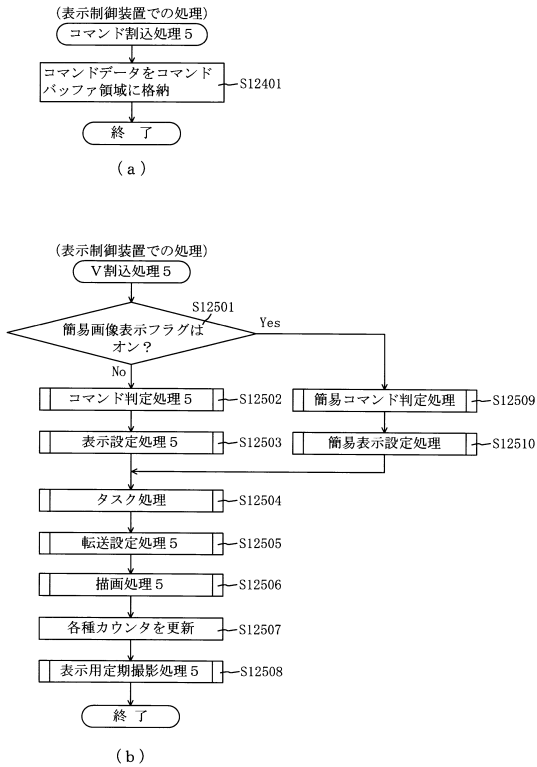 (表示制御装置での処理)
コマンド割込処理5
コマンドデータをコマンド
バッファ領域に格納
S12401
終 了
(a)
(表示制御装置での処理)
V割込処理5
S12501
簡易画像表示フラグは
オン?
Yes
No
コマンド判定処理5
S12502
簡易コマンド判定処理
S12509
表示設定処理5
S12503
簡易表示設定処理
S12510
タスク処理
S12504
転送設定処理5
S12505
描画処理5
S12506
各種カウンタを更新
S12507
表示用定期撮影処理5
S12508
終 了
(b)